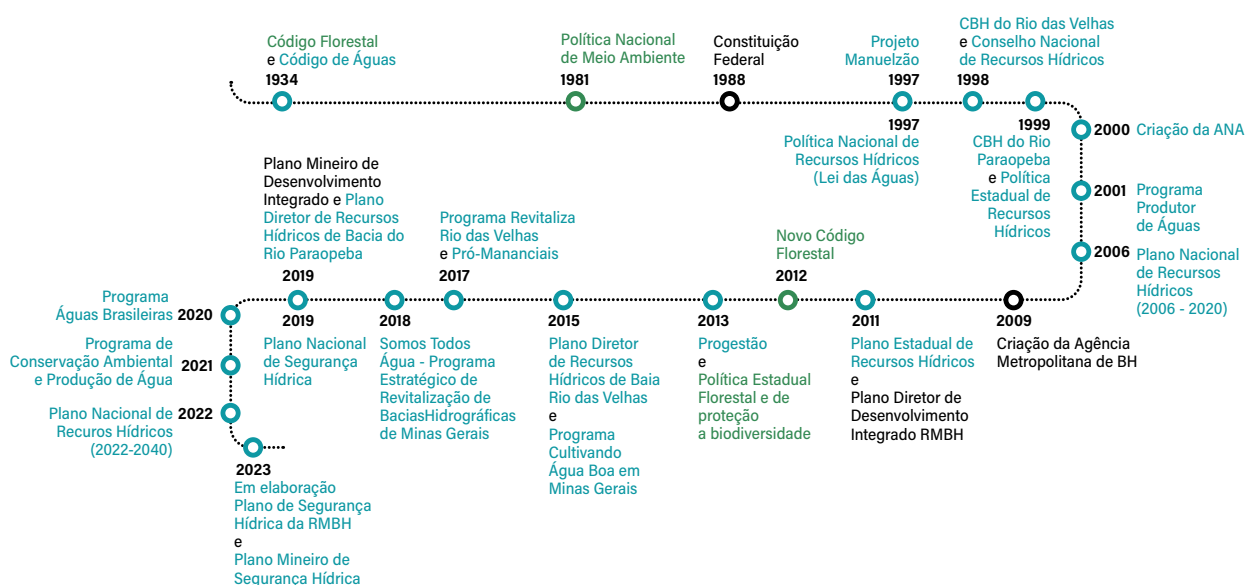 Código Florestal
e Código de Águas
1934
Política Nacional
de Meio Ambiente
1981
Constituição
Federal
1988
Projeto
Manuelzão
1997
1997
Política Nacional de
Recursos Hídricos
(Lei das Águas)
CBH do Rio das Velhas
e Conselho Nacional
de Recursos Hídricos
1998
1999
CBH do Rio
Paraopeba
e Política
Estadual de
Recursos
Hídricos
2000 Criação da ANA
2001 Programa
Produtor
de Águas
2006 Plano Nacional
de Recursos
Hídricos
(2006 - 2020)
2009
Criação da Agência
Metropolitana de BH
2011
Plano Estadual de
Recursos Hídricos
e
Plano Diretor de
Desenvolvimento
Integrado RMBH
Novo Código
Florestal
2012
2013
Progestão
e
Política Estadual
Florestal e de
proteção
a biodiversidade
2015
Plano Diretor
de Recursos
Hídricos de Baia
Rio das Velhas
e
Programa
Cultivando
Água Boa em
Minas Gerais
Programa Revitaliza
Rio das Velhas
e Pró-Mananciais
2017
2018
Somos Todos
Água - Programa
Estratégico de
Revitalização de
BaciasHidrográficas
de Minas Gerais
Plano Mineiro de
Desenvolvimento
Integrado e Plano
Diretor de Recursos
Hídricos de Bacia do
Rio Paraopeba
2019
2019
Plano Nacional
de Segurança
Hídrica
Programa
Águas Brasileiras 2020
Programa de
Conservação Ambiental
e Produção de Água 2021
Plano Nacional de 2022
Recuros Hídricos
(2022-2040)
2023
Em elaboração
Plano de Segurança
Hídrica da RMBH
e
Plano Mineiro de
Segurança Hídrica